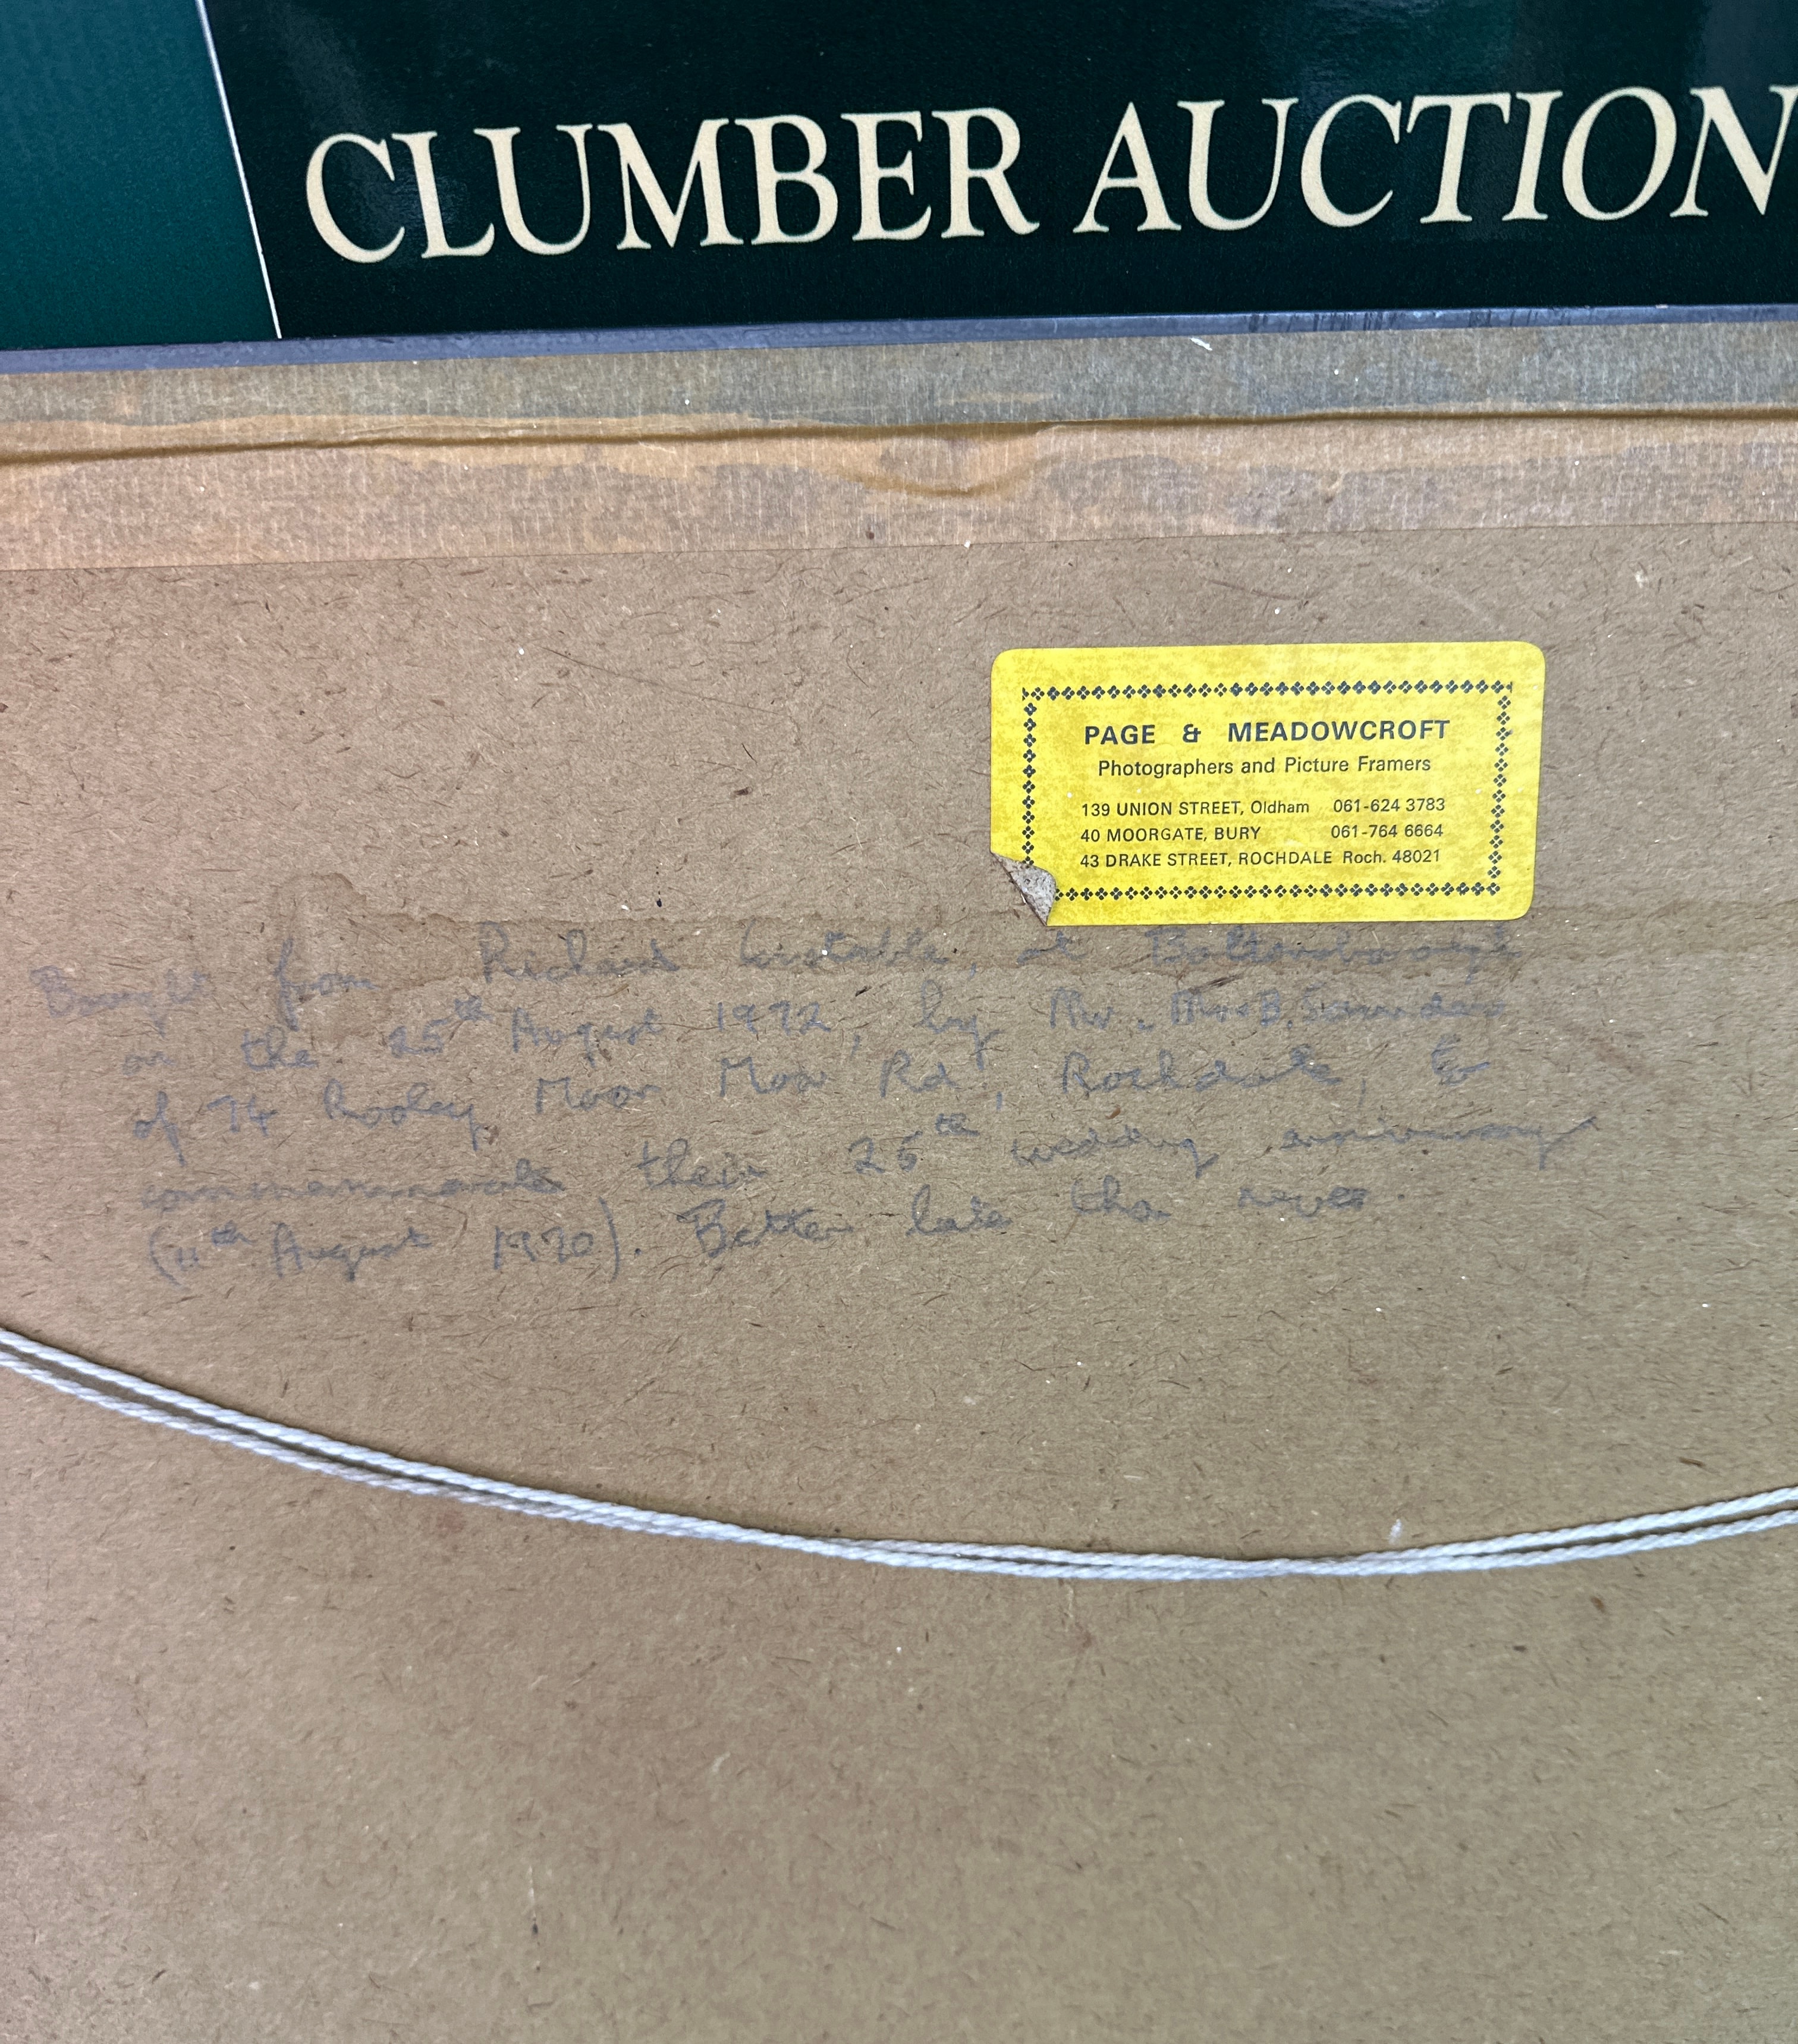 CLUMBER AUCTION
PAGE & MEADOWCROFT
Photographers and Picture Framers
139 UNION STREET, Oldham 061-624 3783
40 MOORGATE, BURY 061-764 6664
43 DRAKE STREET, ROCHDALE Roch. 48021
Bought from Richard at
on the 25th August 1972, by Mr. Mrs B. Saunders
of 74 Rooley Moor Moor Rd, Rochdale, to
commemorate their 25th wedding anniversary
(11th August 1970). Better late than never.